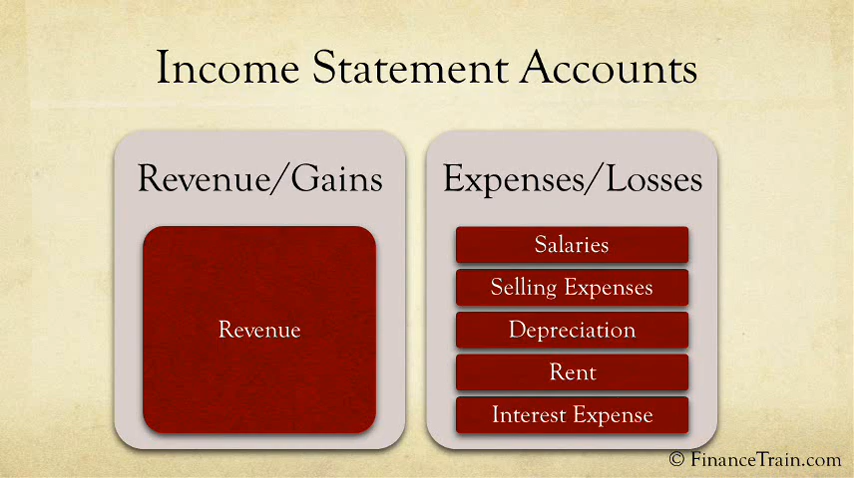 Income Statement Accounts
Revenue/Gains
Revenue
Expenses/Losses
Salaries
Selling Expenses
Depreciation
Rent
Interest Expense
© FinanceTrain.com